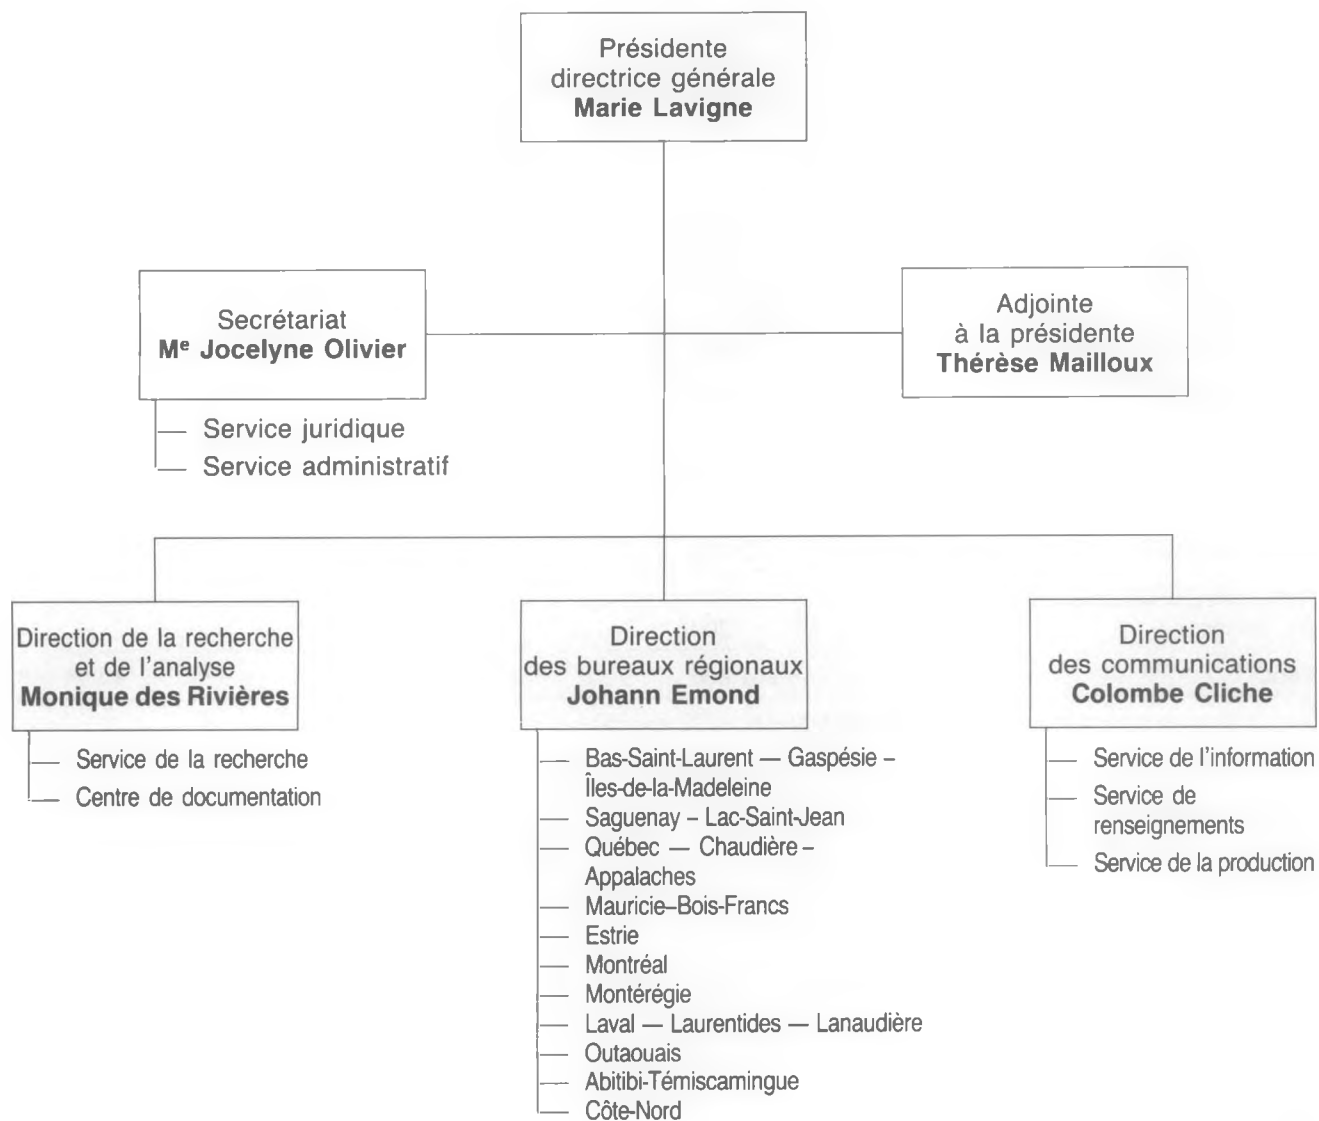 Présidente
directrice générale
Marie Lavigne
Secrétariat
Me Jocelyne Olivier
Adjointe
à la présidente
Thérèse Mailloux
— Service juridique
— Service administratif
Direction de la recherche
et de l'analyse
Monique des Rivières
— Service de la recherche
— Centre de documentation
Direction
des bureaux régionaux
Johann Emond
— Bas-Saint-Laurent — Gaspésie –
Îles-de-la-Madeleine
— Saguenay – Lac-Saint-Jean
— Québec — Chaudière –
Appalaches
— Mauricie–Bois-Francs
— Estrie
— Montréal
— Montérégie
— Laval — Laurentides — Lanaudière
— Outaouais
— Abitibi-Témiscamingue
— Côte-Nord
Direction
des communications
Colombe Cliche
— Service de l'information
— Service de
renseignements
— Service de la production